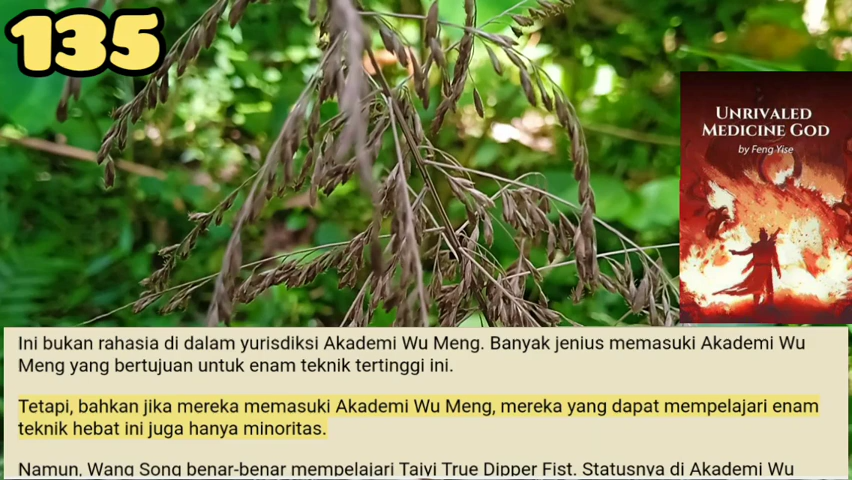 135
UNRIVALED
MEDICINE GOD
by Feng Yise
Ini bukan rahasia di dalam yurisdiksi Akademi Wu Meng. Banyak jenius memasuki Akademi Wu
Meng yang bertujuan untuk enam teknik tertinggi ini.
Tetapi, bahkan jika mereka memasuki Akademi Wu Meng, mereka yang dapat mempelajari enam
teknik hebat ini juga hanya minoritas.
Namun, Wang Song benar-benar mempelajari Taiyi True Dipper Fist. Statusnya di Akademi Wu